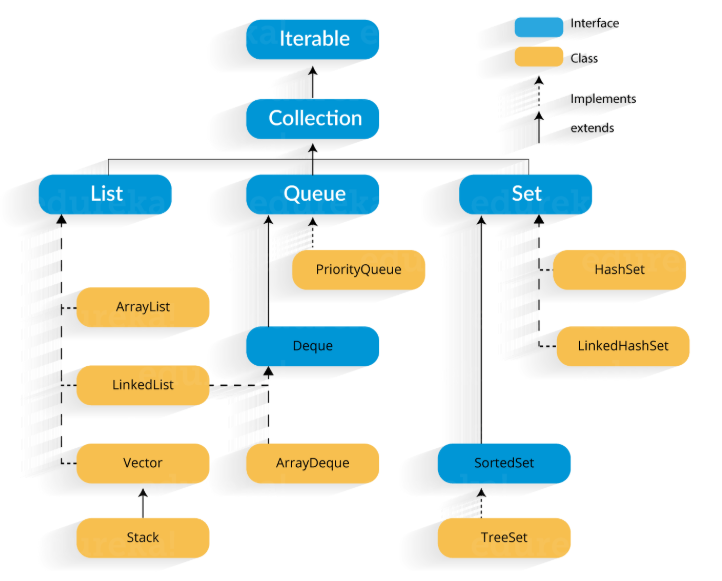 Iterable
Interface
Class
Implements
extends
Collection
List
Queue
Set
PriorityQueue
HashSet
ArrayList
Deque
LinkedHashSet
LinkedList
Vector
ArrayDeque
SortedSet
Stack
TreeSet